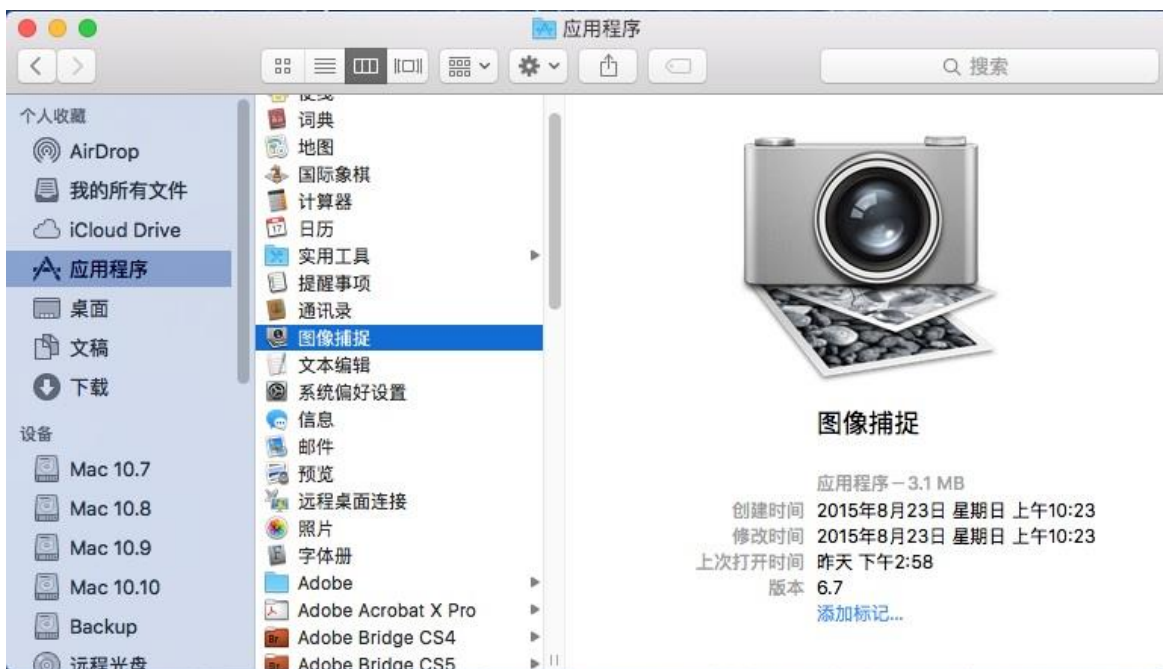 应用程序
搜索
个人收藏
AirDrop
我的所有文件
iCloud Drive
应用程序
桌面
文稿
下载
设备
Mac 10.7
Mac 10.8
Mac 10.9
Mac 10.10
Backup
远程光盘
便笺
词典
地图
国际象棋
计算器
17
日历
实用工具
提醒事项
通讯录
图像捕捉
文本编辑
系统偏好设置
信息
邮件
预览
远程桌面连接
照片
字体册
Adobe
Adobe Acrobat X Pro
Br Adobe Bridge CS4
Br Adobe Bridge CS5
图像捕捉
应用程序 – 3.1 MB
创建时间 2015年8月23日 星期日 上午10:23
修改时间 2015年8月23日 星期日 上午10:23
上次打开时间 昨天 下午2:58
版本 6.7
添加标记...